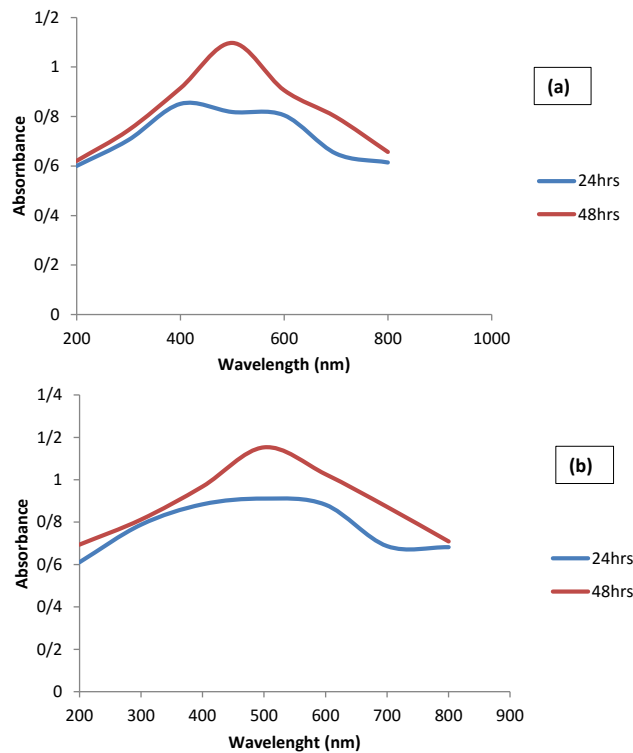 1/2
1
0/8
0/6
0/4
0/2
0
Absornbance
200 400 600 800 1000
Wavelength (nm)
(a)
24hrs
48hrs
1/4
1/2
1
0/8
0/6
0/4
0/2
0
Absorbance
200 300 400 500 600 700 800 900
Wavelenght (nm)
(b)
24hrs
48hrs